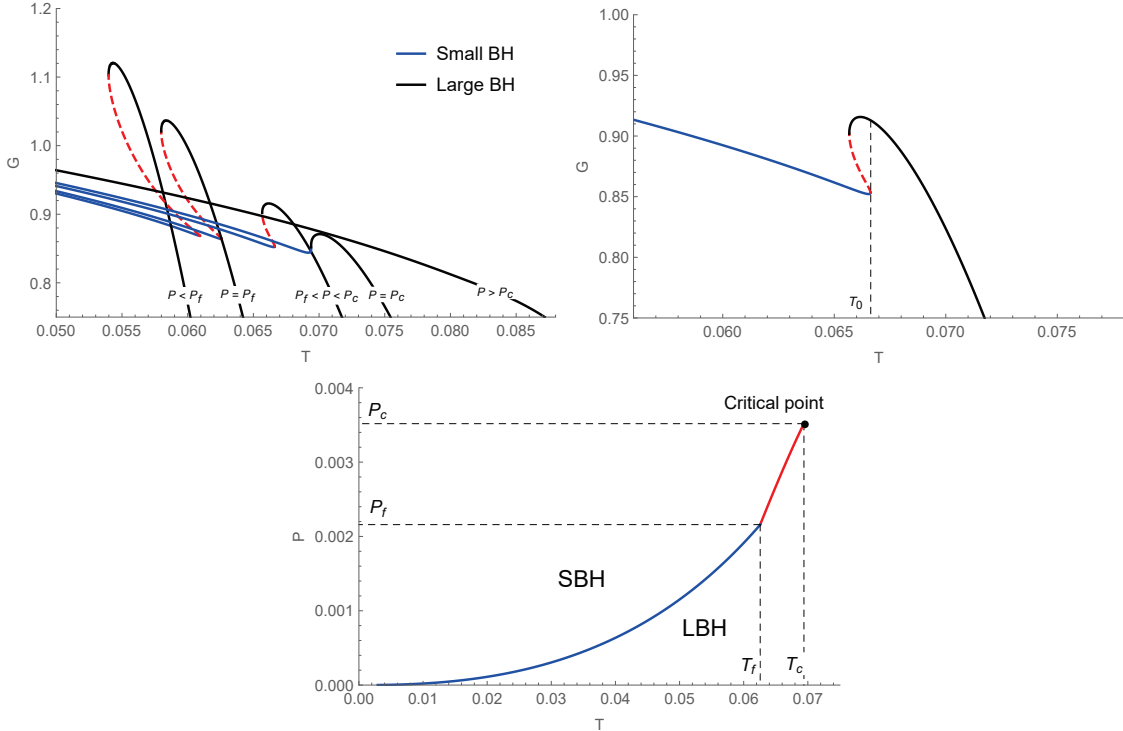 1.2
1.1
1.0
0.9
0.8
G
Small BH
Large BH
P < P_f
P = P_f
P_f < P < P_c
P = P_c
P > P_c
0.050
0.055
0.060
0.065
0.070
0.075
0.080
0.085
T
1.00
0.95
0.90
0.85
0.80
0.75
G
T_0
0.060
0.065
0.070
0.075
T
0.004
0.003
0.002
0.001
0.000
P
P_c
Critical point
P_f
SBH
LBH
T_f
T_c
0.00
0.01
0.02
0.03
0.04
0.05
0.06
0.07
T